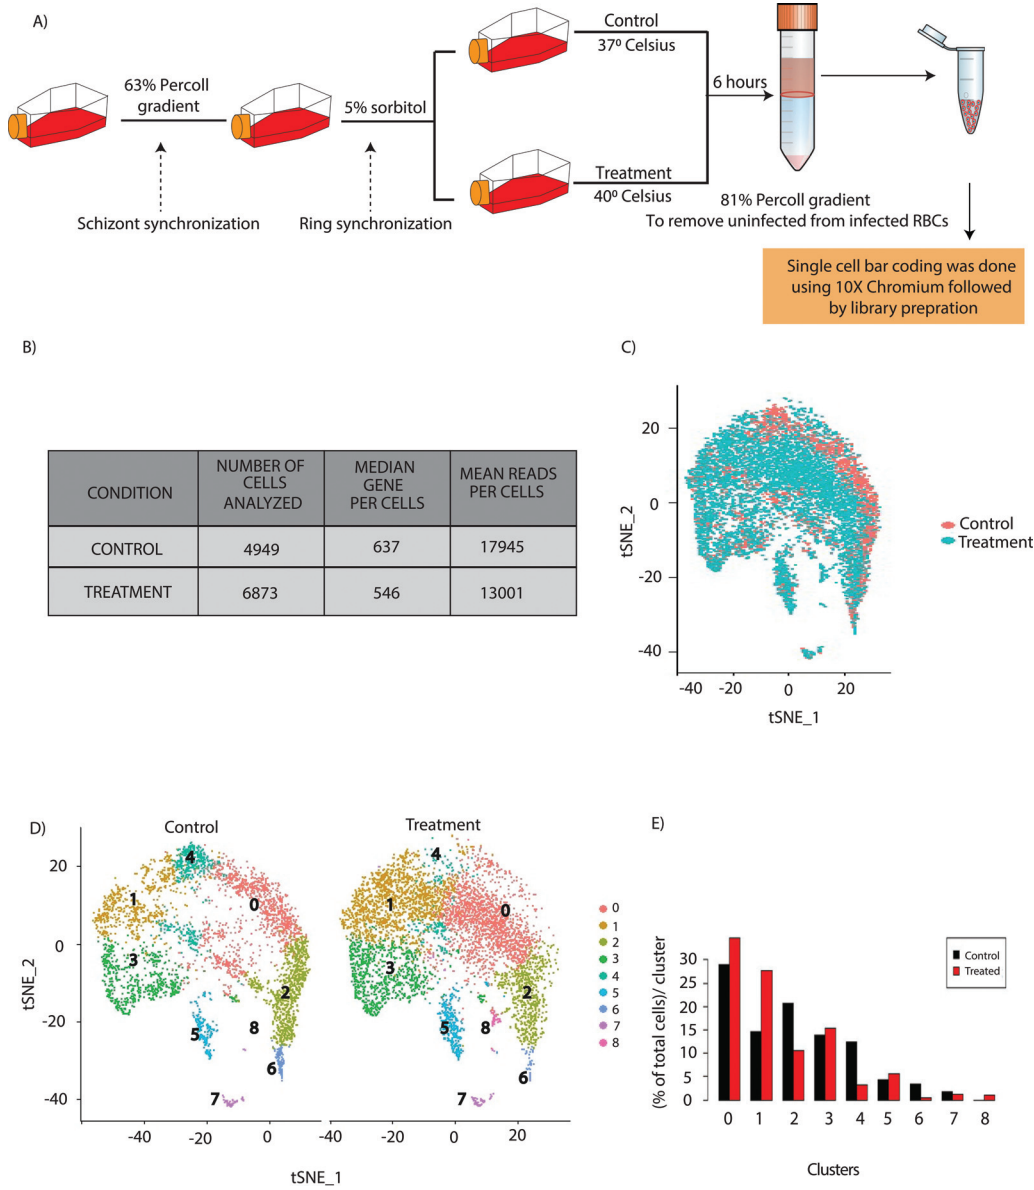 A)
63% Percoll
gradient
5% sorbitol
Control
37⁰ Celsius
Treatment
40⁰ Celsius
6 hours
Schizont synchronization
Ring synchronization
81% Percoll gradient
To remove uninfected from infected RBCs
Single cell bar coding was done
using 10X Chromium followed
by library prepration
B)
CONDITION
NUMBER OF
CELLS
ANALYZED
MEDIAN
GENE
PER CELLS
MEAN READS
PER CELLS
CONTROL
4949
637
17945
TREATMENT
6873
546
13001
C)
tSNE_2
20
0
-20
-40
-40
-20
0
20
tSNE_1
Control
Treatment
D)
Control
Treatment
tSNE_2
20
0
-20
-40
4
1
0
3
2
5
8
6
7
4
1
0
3
2
5
8
6
7
-40
-20
0
-40
-20
0
20
tSNE_1
0
1
2
3
4
5
6
7
8
E)
(% of total cells)/ cluster
30
25
20
15
10
5
0
Control
Treated
0
1
2
3
4
5
6
7
8
Clusters